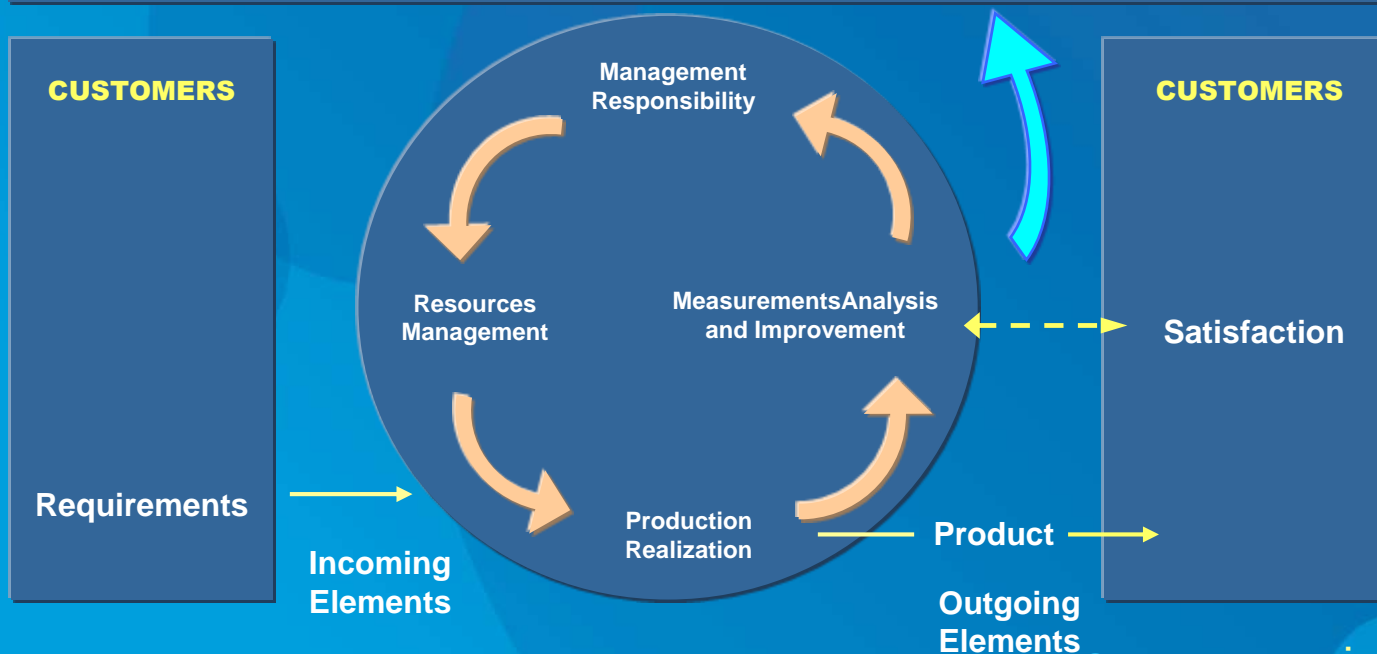 CUSTOMERS
Requirements
Incoming
Elements
Management
Responsibility
Resources
Management
MeasurementsAnalysis
and Improvement
Production
Realization
Product
Outgoing
Elements
CUSTOMERS
Satisfaction